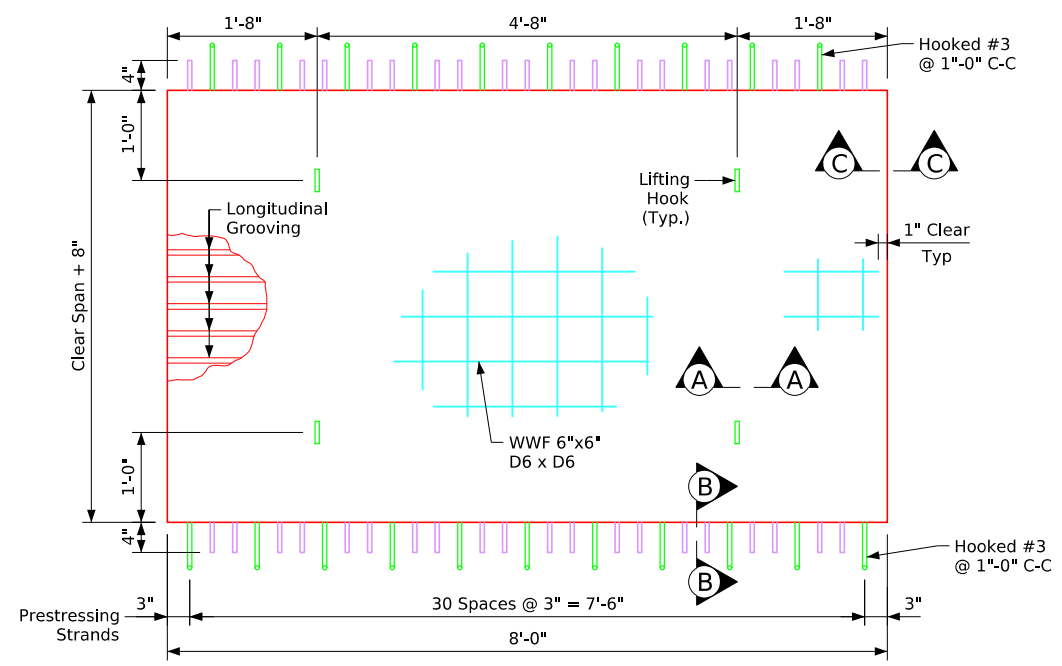 1'-8"
4'-8"
1'-8"
Hooked #3
@ 1"-0" C-C
4"
1'-0"
C
C
Lifting
Hook
(Typ.)
Longitudinal
Grooving
1" Clear
Typ
Clear Span + 8"
A
A
WWF 6"x6"
D6 x D6
1'-0"
B
4"
Hooked #3
@ 1"-0" C-C
B
Prestressing
Strands
3"
30 Spaces @ 3" = 7'-6"
3"
8'-0"